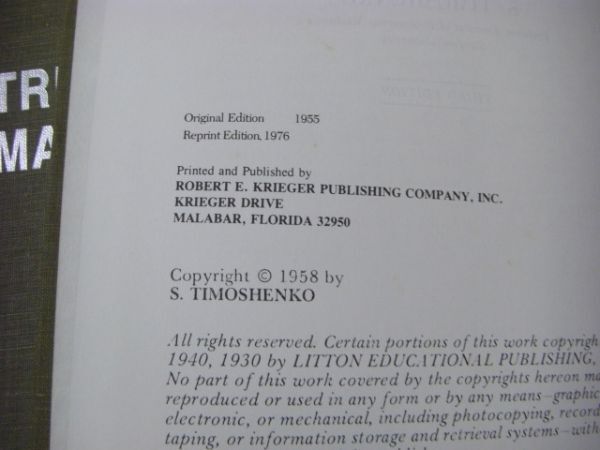 TR
MA
Original Edition 1955
Reprint Edition, 1976
Printed and Published by
ROBERT E. KRIEGER PUBLISHING COMPANY, INC.
KRIEGER DRIVE
MALABAR, FLORIDA 32950
Copyright © 1958 by
S. TIMOSHENKO
All rights reserved. Certain portions of this work copyrigh
1940, 1930 by LITTON EDUCATIONAL PUBLISHING,
No part of this work covered by the copyrights hereon ma
reproduced or used in any form or by any means—graphic
electronic, or mechanical, including photocopying, record
taping, or information storage and retrieval systems—with